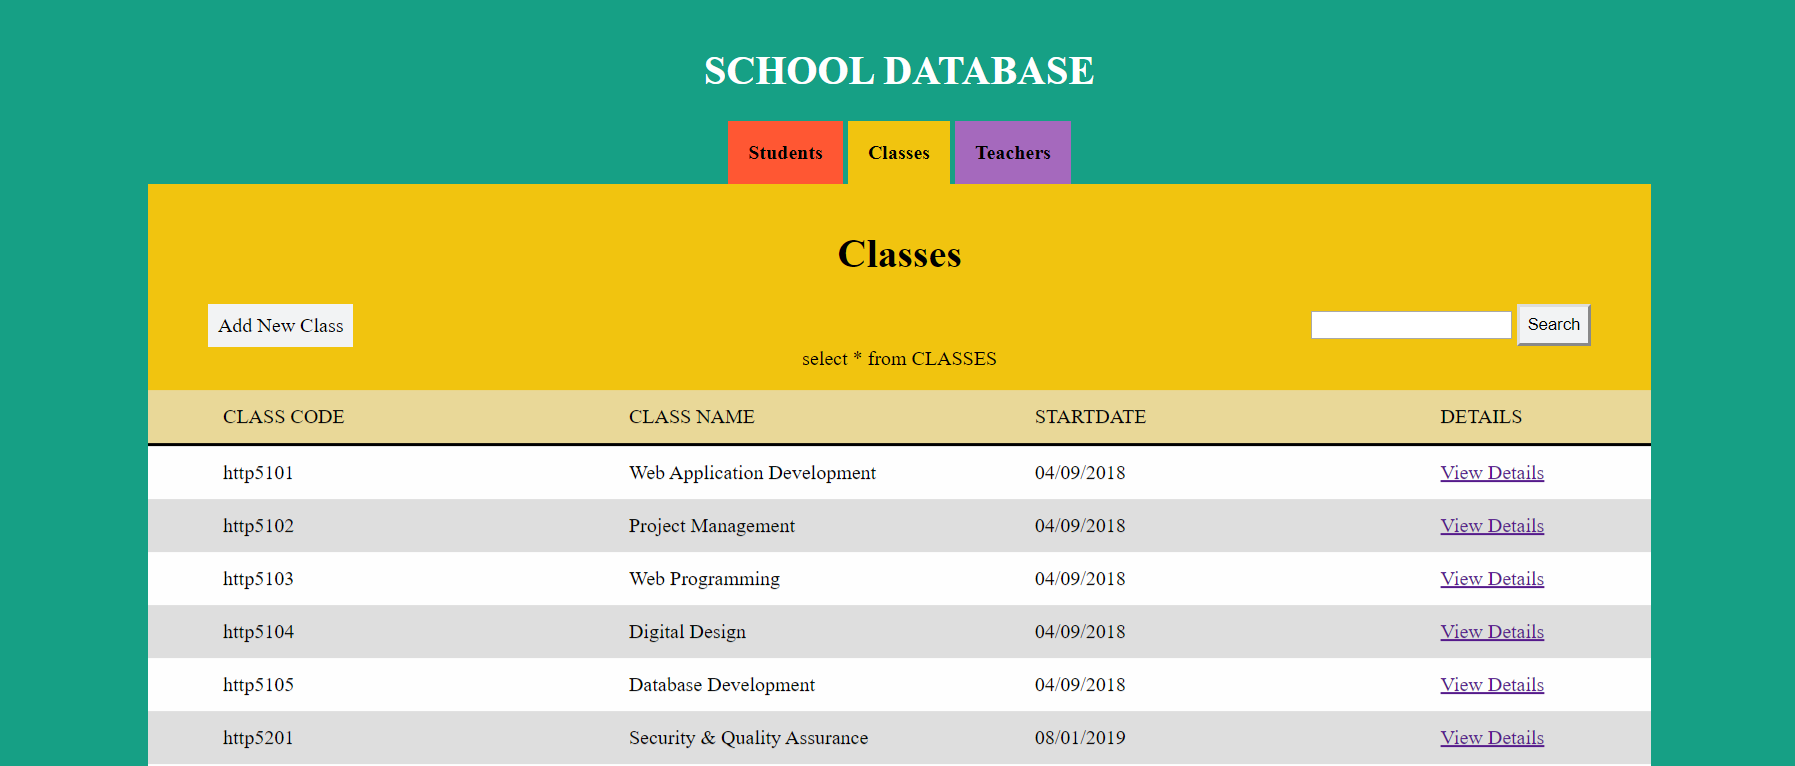 SCHOOL DATABASE
Students Classes Teachers
Classes
Add New Class Search
select * from CLASSES
CLASS CODE CLASS NAME STARTDATE DETAILS
http5101 Web Application Development 04/09/2018 View Details
http5102 Project Management 04/09/2018 View Details
http5103 Web Programming 04/09/2018 View Details
http5104 Digital Design 04/09/2018 View Details
http5105 Database Development 04/09/2018 View Details
http5201 Security & Quality Assurance 08/01/2019 View Details